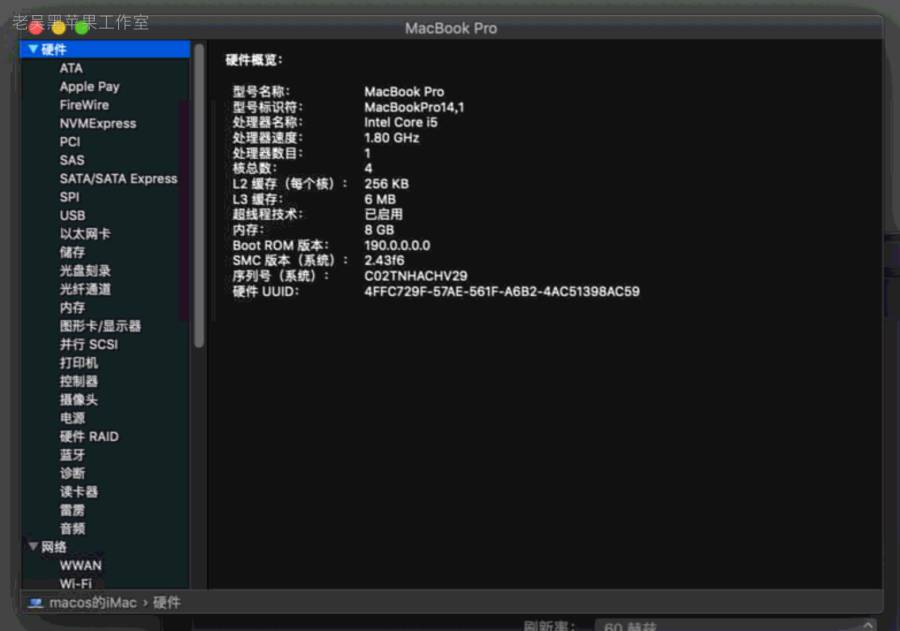 老吴黑苹果工作室
MacBook Pro
硬件
ATA
Apple Pay
FireWire
NVMExpress
PCI
SAS
SATA/SATA Express
SPI
USB
以太网卡
储存
光盘刻录
光纤通道
内存
图形卡/显示器
并行 SCSI
打印机
控制器
摄像头
电源
硬件 RAID
蓝牙
诊断
读卡器
雷雳
音频
网络
WWAN
Wi-Fi
硬件概览：
型号名称： MacBook Pro
型号标识符： MacBookPro14,1
处理器名称： Intel Core i5
处理器速度： 1.80 GHz
处理器数目： 1
核总数： 4
L2 缓存（每个核）： 256 KB
L3 缓存： 6 MB
超线程技术： 已启用
内存： 8 GB
Boot ROM 版本： 190.0.0.0.0
SMC 版本（系统）： 2.43f6
序列号（系统）： C02TNHACHV29
硬件 UUID： 4FFC729F-57AE-561F-A6B2-4AC51398AC59
macos的iMac › 硬件
刷新率： 60 赫兹